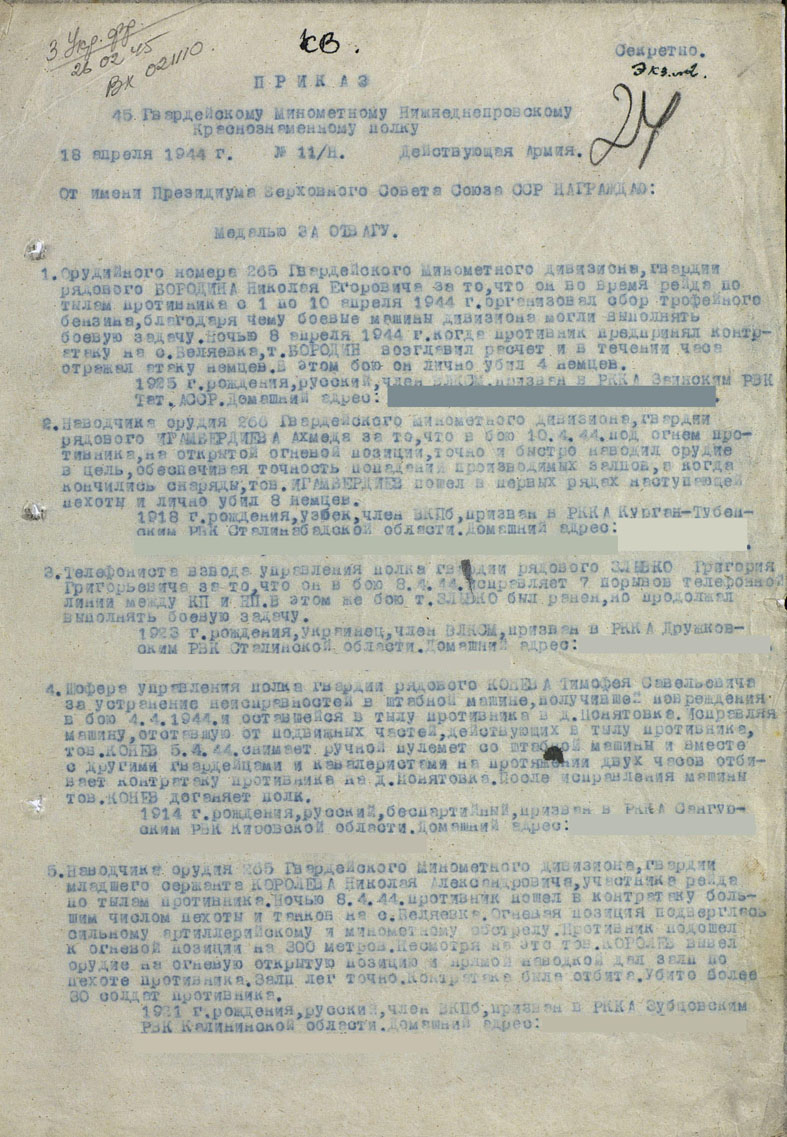 3 Укр. фр.
26 02 45
Вх 021110
КВ.
Секретно.
Экз. №2.
24
ПРИКАЗ
45 Гвардейскому Минометному Нижнеднепровскому
Краснознаменному полку
18 апреля 1944 г. № 11/Н. Действующая Армия.
От имени Президиума Верховного Совета Союза ССР НАГРАЖДАЮ:
Медалью ЗА ОТВАГУ.
1.Орудийного номера 265 Гвардейского Минометного дивизиона,гвардии
рядового БОРОДИНА Николая Егоровича за то,что он во время рейда по
тылам противника с 1 по 10 апреля 1944 г.организовал сбор трофейного
бензина,благодаря чему боевые машины дивизиона могли выполнять
боевую задачу.Ночью 8 апреля 1944 г.когда противник предпринял контр-
атаку на с.Беляевка,т.БОРОДИН возглавил расчет и в течении часа
отражал атаку немцев.В этом бою он лично убил 4 немцев.
1925 г.рождения,русский,член ВЛКСМ,призван в РККА Заинским РВК
Тат.АССР.Домашний адрес:
2.Наводчика орудия 266 Гвардейского минометного дивизиона,гвардии
рядового ИГАМБЕРДИЕВА Ахмеда за то,что в бою 10.4.44.под огнем про-
тивника,на открытой огневой позиции,точно и быстро наводил орудие
в цель,обеспечивая точность попадания производимых залпов,а когда
кончились снаряды,тов.ИГАМБЕРДИЕВ пошел в первых рядах наступающей
пехоты и лично убил 8 немцев.
1918 г.рождения,узбек,член ВКПб,призван в РККА Курган-Тубен-
ским РВК Сталинабадской области.Домашний адрес:
3.Телефониста взвода управления полка гвардии рядового ЗЛЫВКО Григория
Григорьевича за то,что он в бою 8.4.44.исправляет 7 порывов телефонной
линии между КП и НП.В этом же бою т.ЗЛЫВКО был ранен,но продолжал
выполнять боевую задачу.
1923 г.рождения,украинец,член ВЛКСМ,призван в РККА Дружков-
ским РВК Сталинской области.Домашний адрес:
4.Шофера управления полка гвардии рядового КОНЕВА Тимофея Савельевича
за устранение неисправностей в штабной машине,получившей повреждения
в бою 4.4.1944.и оставшейся в тылу противника в д.Понятовка.Исправляя
машину,отставшую от подвижных частей,действующих в тылу противника,
тов.КОНЕВ 5.4.44.снимает ручной пулемет со штабной машины и вместе
с другими гвардейцами и кавалеристами на протяжении двух часов отби-
вает контратаку противника на д.Понятовка.После исправления машины
тов.КОНЕВ догоняет полк.
1914 г.рождения,русский,беспартийный,призван в РККА Сангур-
ским РВК Кировской области.Домашний адрес:
5.Наводчика орудия 265 Гвардейского Минометного дивизиона,гвардии
младшего сержанта КОРОЛЕВА Николая Александровича,участника рейда
по тылам противника.Ночью 8.4.44.противник пошел в контратаку боль-
шим числом пехоты и танков на с.Беляевка.Огневая позиция подверглась
сильному артиллерийскому и минометному обстрелу.Противник подошел
к огневой позиции на 300 метров.Несмотря на это тов.КОРОЛЕВ вывел
орудие на огневую открытую позицию и прямой наводкой дал залп по
пехоте противника.Залп лег точно.Контратака была отбита.Убито более
30 солдат противника.
1921 г.рождения,русский,член ВКПб,призван в РККА Зубцовским
РВК Калининской области.Домашний адрес: